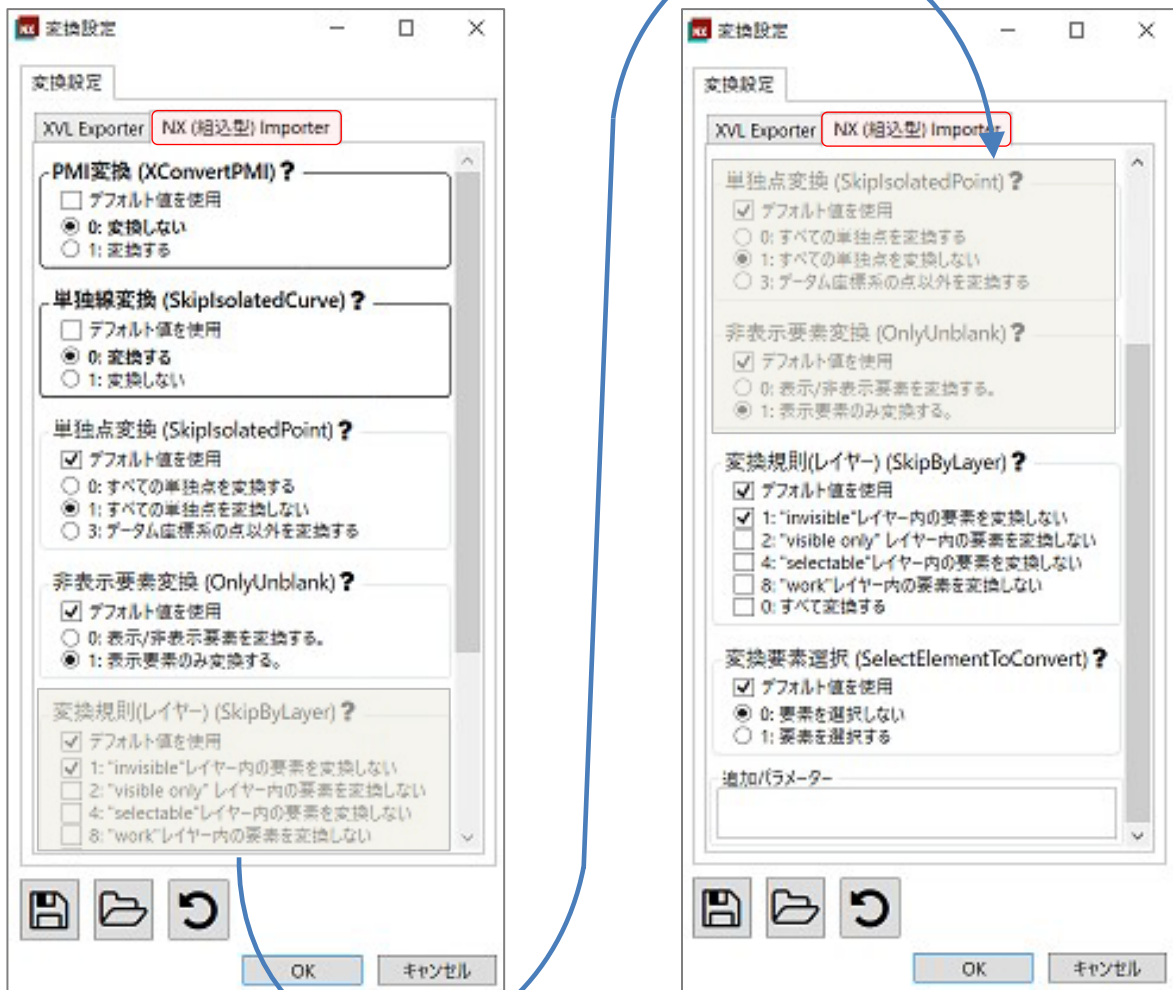 変換設定
変換設定
XVL Exporter NX (組込型) Importer
PMI変換 (XConvertPMI) ?
デフォルト値を使用
0: 変換しない
1: 変換する
単独線変換 (SkipIsolatedCurve) ?
デフォルト値を使用
0: 変換する
1: 変換しない
単独点変換 (SkipIsolatedPoint) ?
デフォルト値を使用
0: すべての単独点を変換する
1: すべての単独点を変換しない
3: データム座標系の点以外を変換する
非表示要素変換 (OnlyUnblank) ?
デフォルト値を使用
0: 表示/非表示要素を変換する。
1: 表示要素のみ変換する。
変換規則(レイヤー) (SkipByLayer) ?
デフォルト値を使用
1: "invisible"レイヤー内の要素を変換しない
2: "visible only" レイヤー内の要素を変換しない
4: "selectable"レイヤー内の要素を変換しない
8: "work"レイヤー内の要素を変換しない
OK キャンセル
変換設定
変換設定
XVL Exporter NX (組込型) Importer
単独点変換 (SkipIsolatedPoint) ?
デフォルト値を使用
0: すべての単独点を変換する
1: すべての単独点を変換しない
3: データム座標系の点以外を変換する
非表示要素変換 (OnlyUnblank) ?
デフォルト値を使用
0: 表示/非表示要素を変換する。
1: 表示要素のみ変換する。
変換規則(レイヤー) (SkipByLayer) ?
デフォルト値を使用
1: "invisible"レイヤー内の要素を変換しない
2: "visible only" レイヤー内の要素を変換しない
4: "selectable"レイヤー内の要素を変換しない
8: "work"レイヤー内の要素を変換しない
0: すべて変換する
変換要素選択 (SelectElementToConvert) ?
デフォルト値を使用
0: 要素を選択しない
1: 要素を選択する
追加パラメーター
OK キャンセル